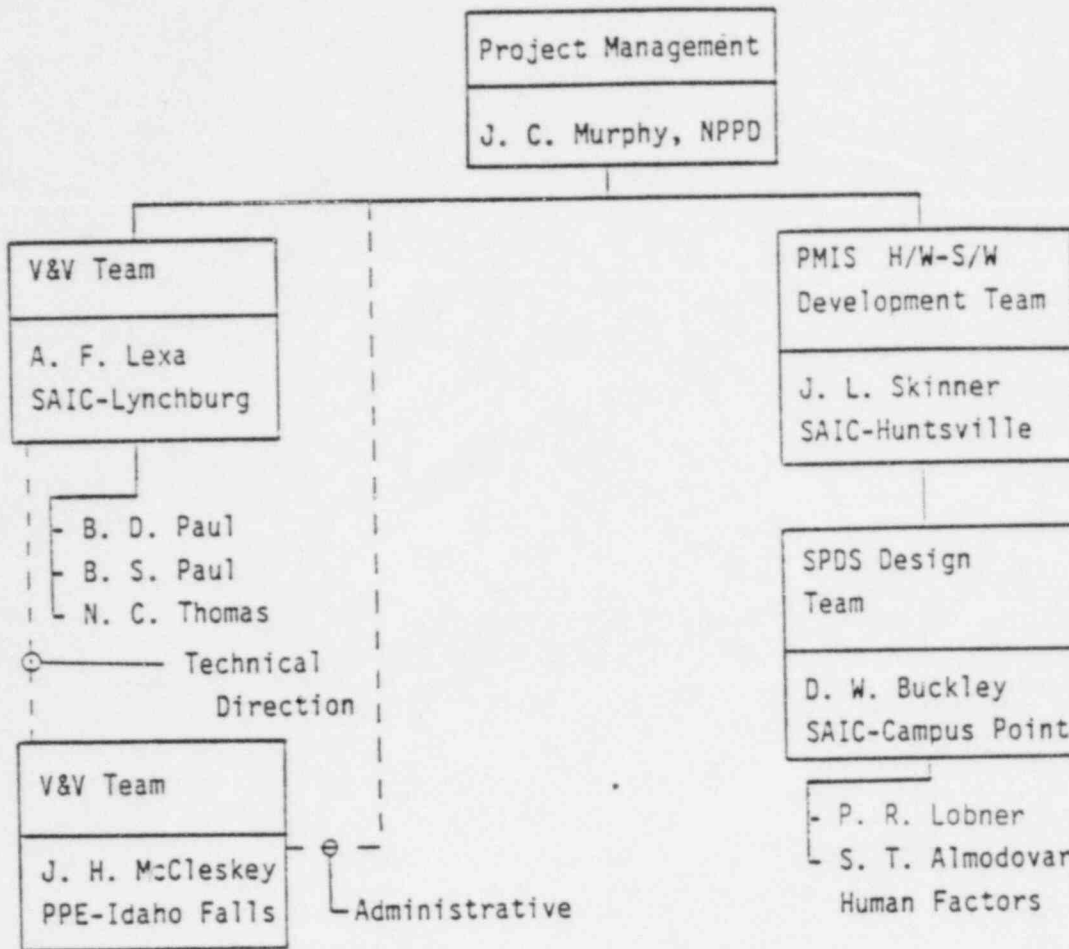 Project Management
J. C. Murphy, NPPD
V&V Team
A. F. Lexa
SAIC-Lynchburg
- B. D. Paul
- B. S. Paul
- N. C. Thomas
Technical
Direction
V&V Team
J. H. McCleskey
PPE-Idaho Falls
Administrative
PMIS H/W-S/W
Development Team
J. L. Skinner
SAIC-Huntsville
SPDS Design
Team
D. W. Buckley
SAIC-Campus Point
- P. R. Lobner
- S. T. Almodovar
Human Factors